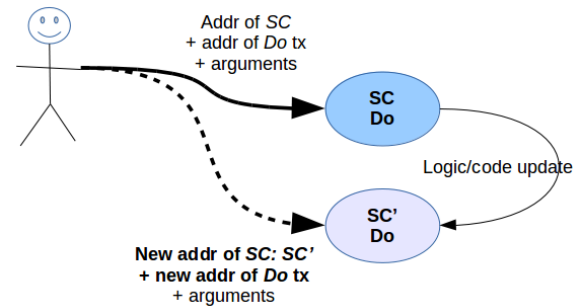 Addr of SC
+ addr of Do tx
+ arguments
SC
Do
Logic/code update
SC'
Do
New addr of SC: SC'
+ new addr of Do tx
+ arguments